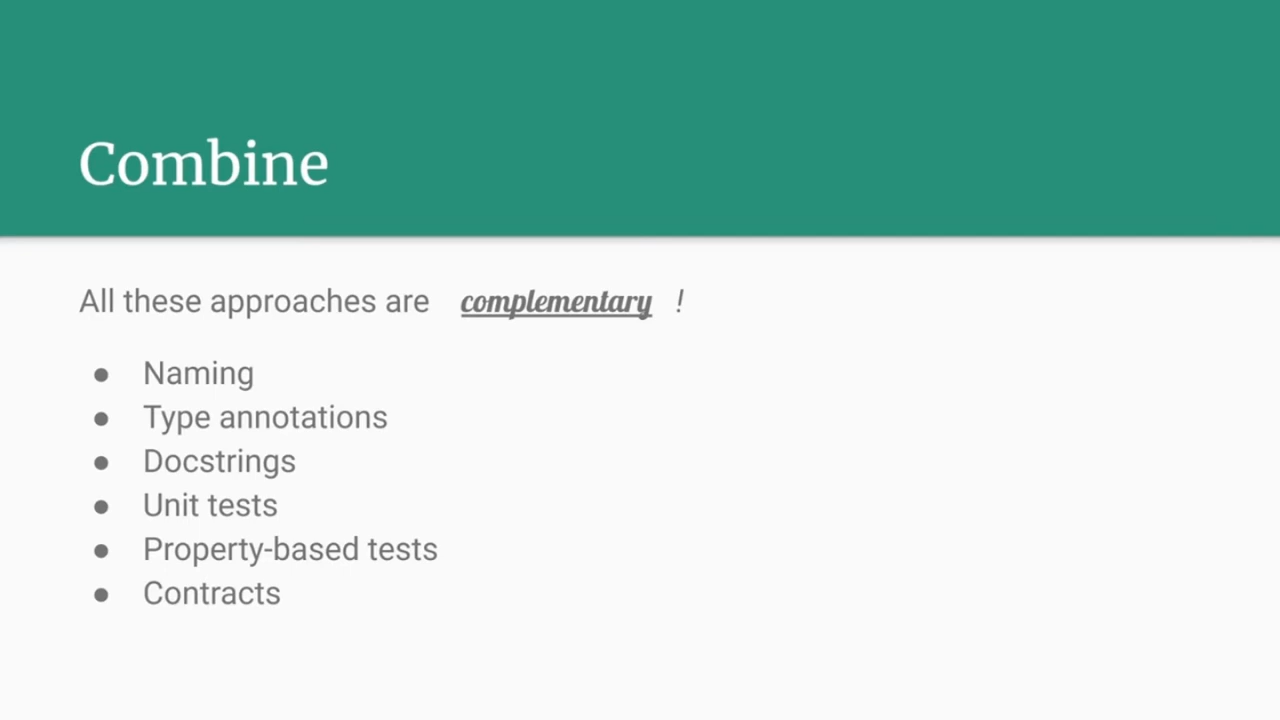 Combine
All these approaches are complementary !
● Naming
● Type annotations
● Docstrings
● Unit tests
● Property-based tests
● Contracts